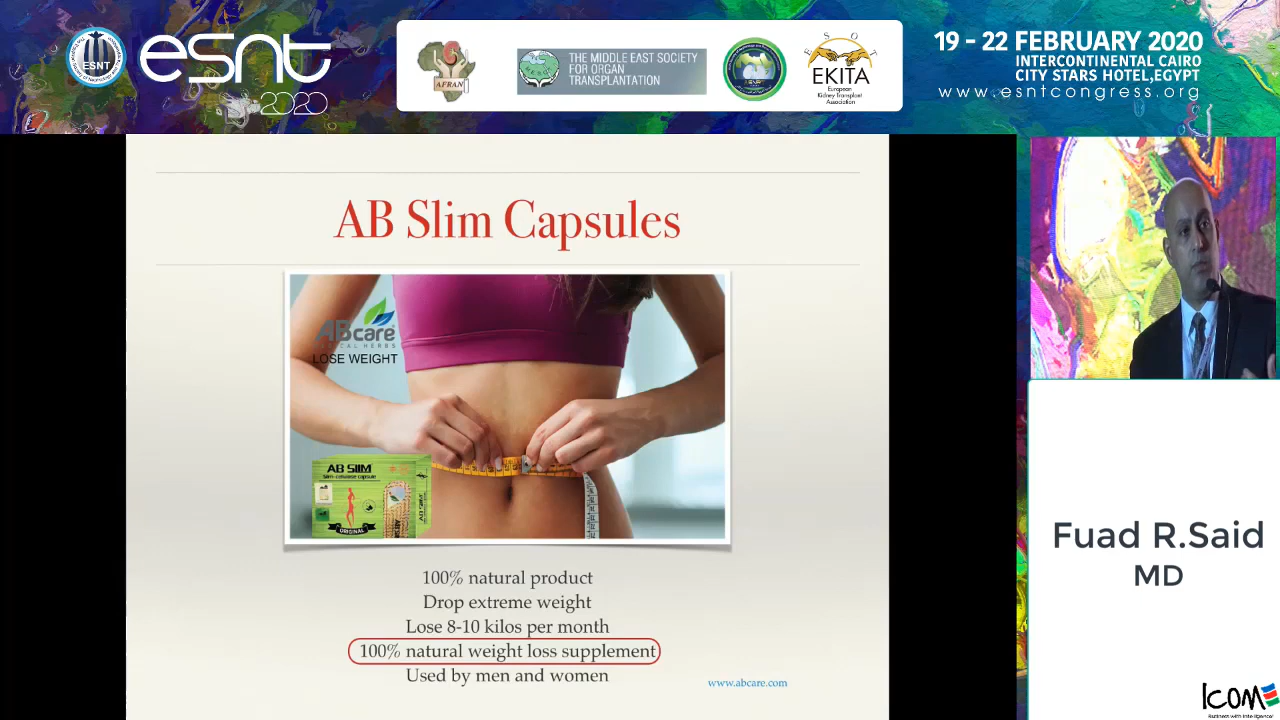 ESNT
esnt
2020
AFRAN
THE MIDDLE EAST SOCIETY
FOR ORGAN
TRANSPLANTATION
E S O T
EKITA
European
Kidney Transplant
Association
19 - 22 FEBRUARY 2020
INTERCONTINENTAL CAIRO
CITY STARS HOTEL,EGYPT
www.esntcongress.org
AB Slim Capsules
ABcare
LOSE WEIGHT
AB SLIM
ORIGINAL
100% natural product
Drop extreme weight
Lose 8-10 kilos per month
100% natural weight loss supplement
Used by men and women
www.abcare.com
Fuad R.Said
MD
ICOM